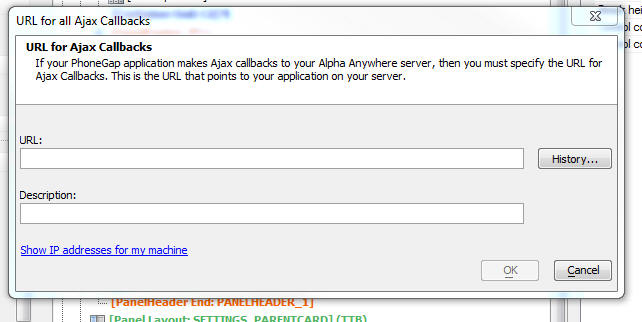 URL for all Ajax Callbacks
URL for Ajax Callbacks
If your PhoneGap application makes Ajax callbacks to your Alpha Anywhere server, then you must specify the URL for
Ajax Callbacks. This is the URL that points to your application on your server.
URL:
History...
Description:
Show IP addresses for my machine
OK
Cancel
[PanelHeader End: PANELHEADER_1]
[Panel Layout: SETTINGS_PARENTCARD] (TTB)